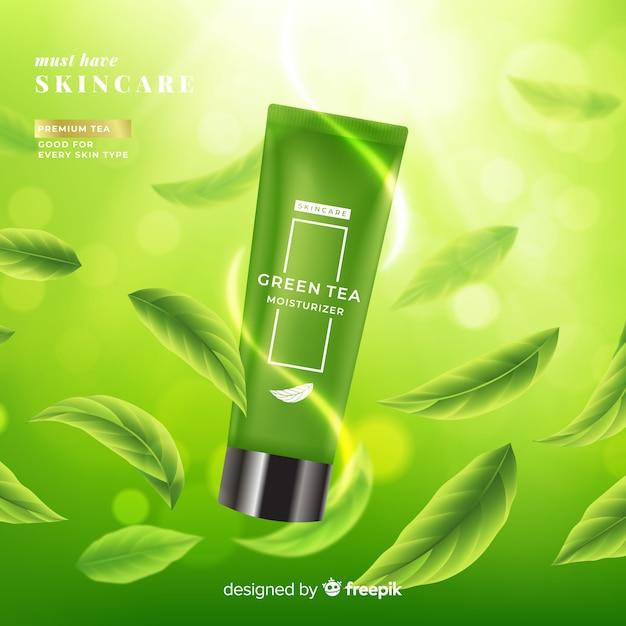 must have
SKINCARE
PREMIUM TEA
GOOD FOR
EVERY SKIN TYPE
SKINCARE
GREEN TEA
MOISTURIZER
designed by freepik